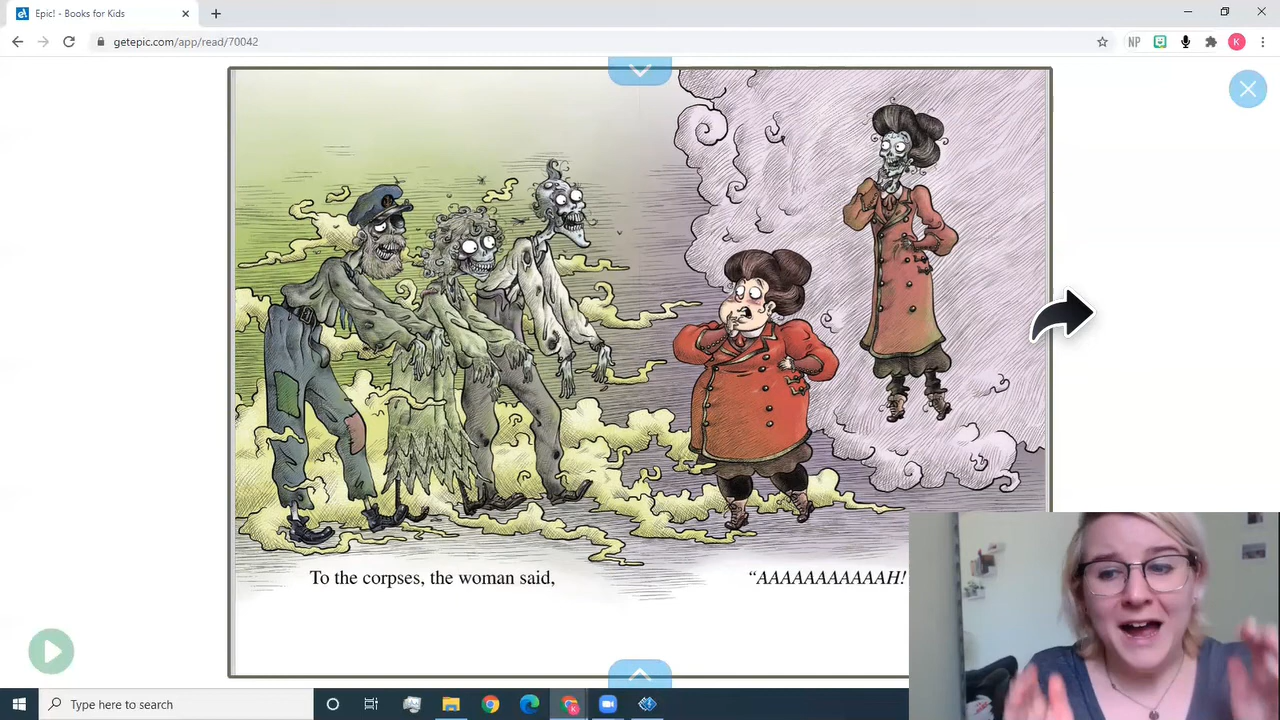 Epic! - Books for Kids
getepic.com/app/read/70042
NP
K
To the corpses, the woman said,
"AAAAAAAAAAAH!
Type here to search